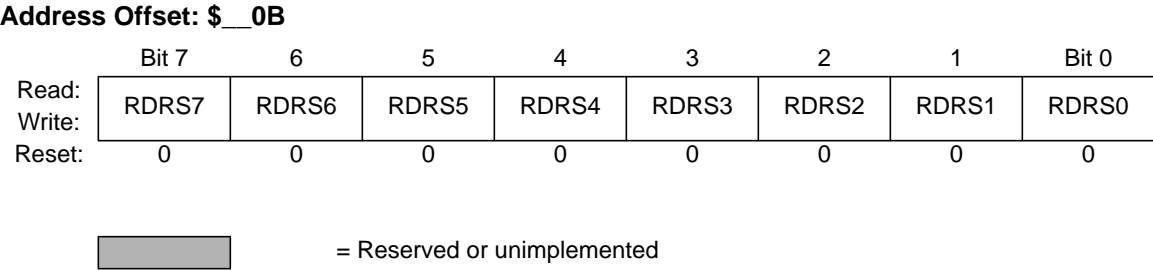 Address Offset: $__0B
Bit 7 6 5 4 3 2 1 Bit 0
Read:
Write:
RDRS7 RDRS6 RDRS5 RDRS4 RDRS3 RDRS2 RDRS1 RDRS0
Reset: 0 0 0 0 0 0 0 0
= Reserved or unimplemented